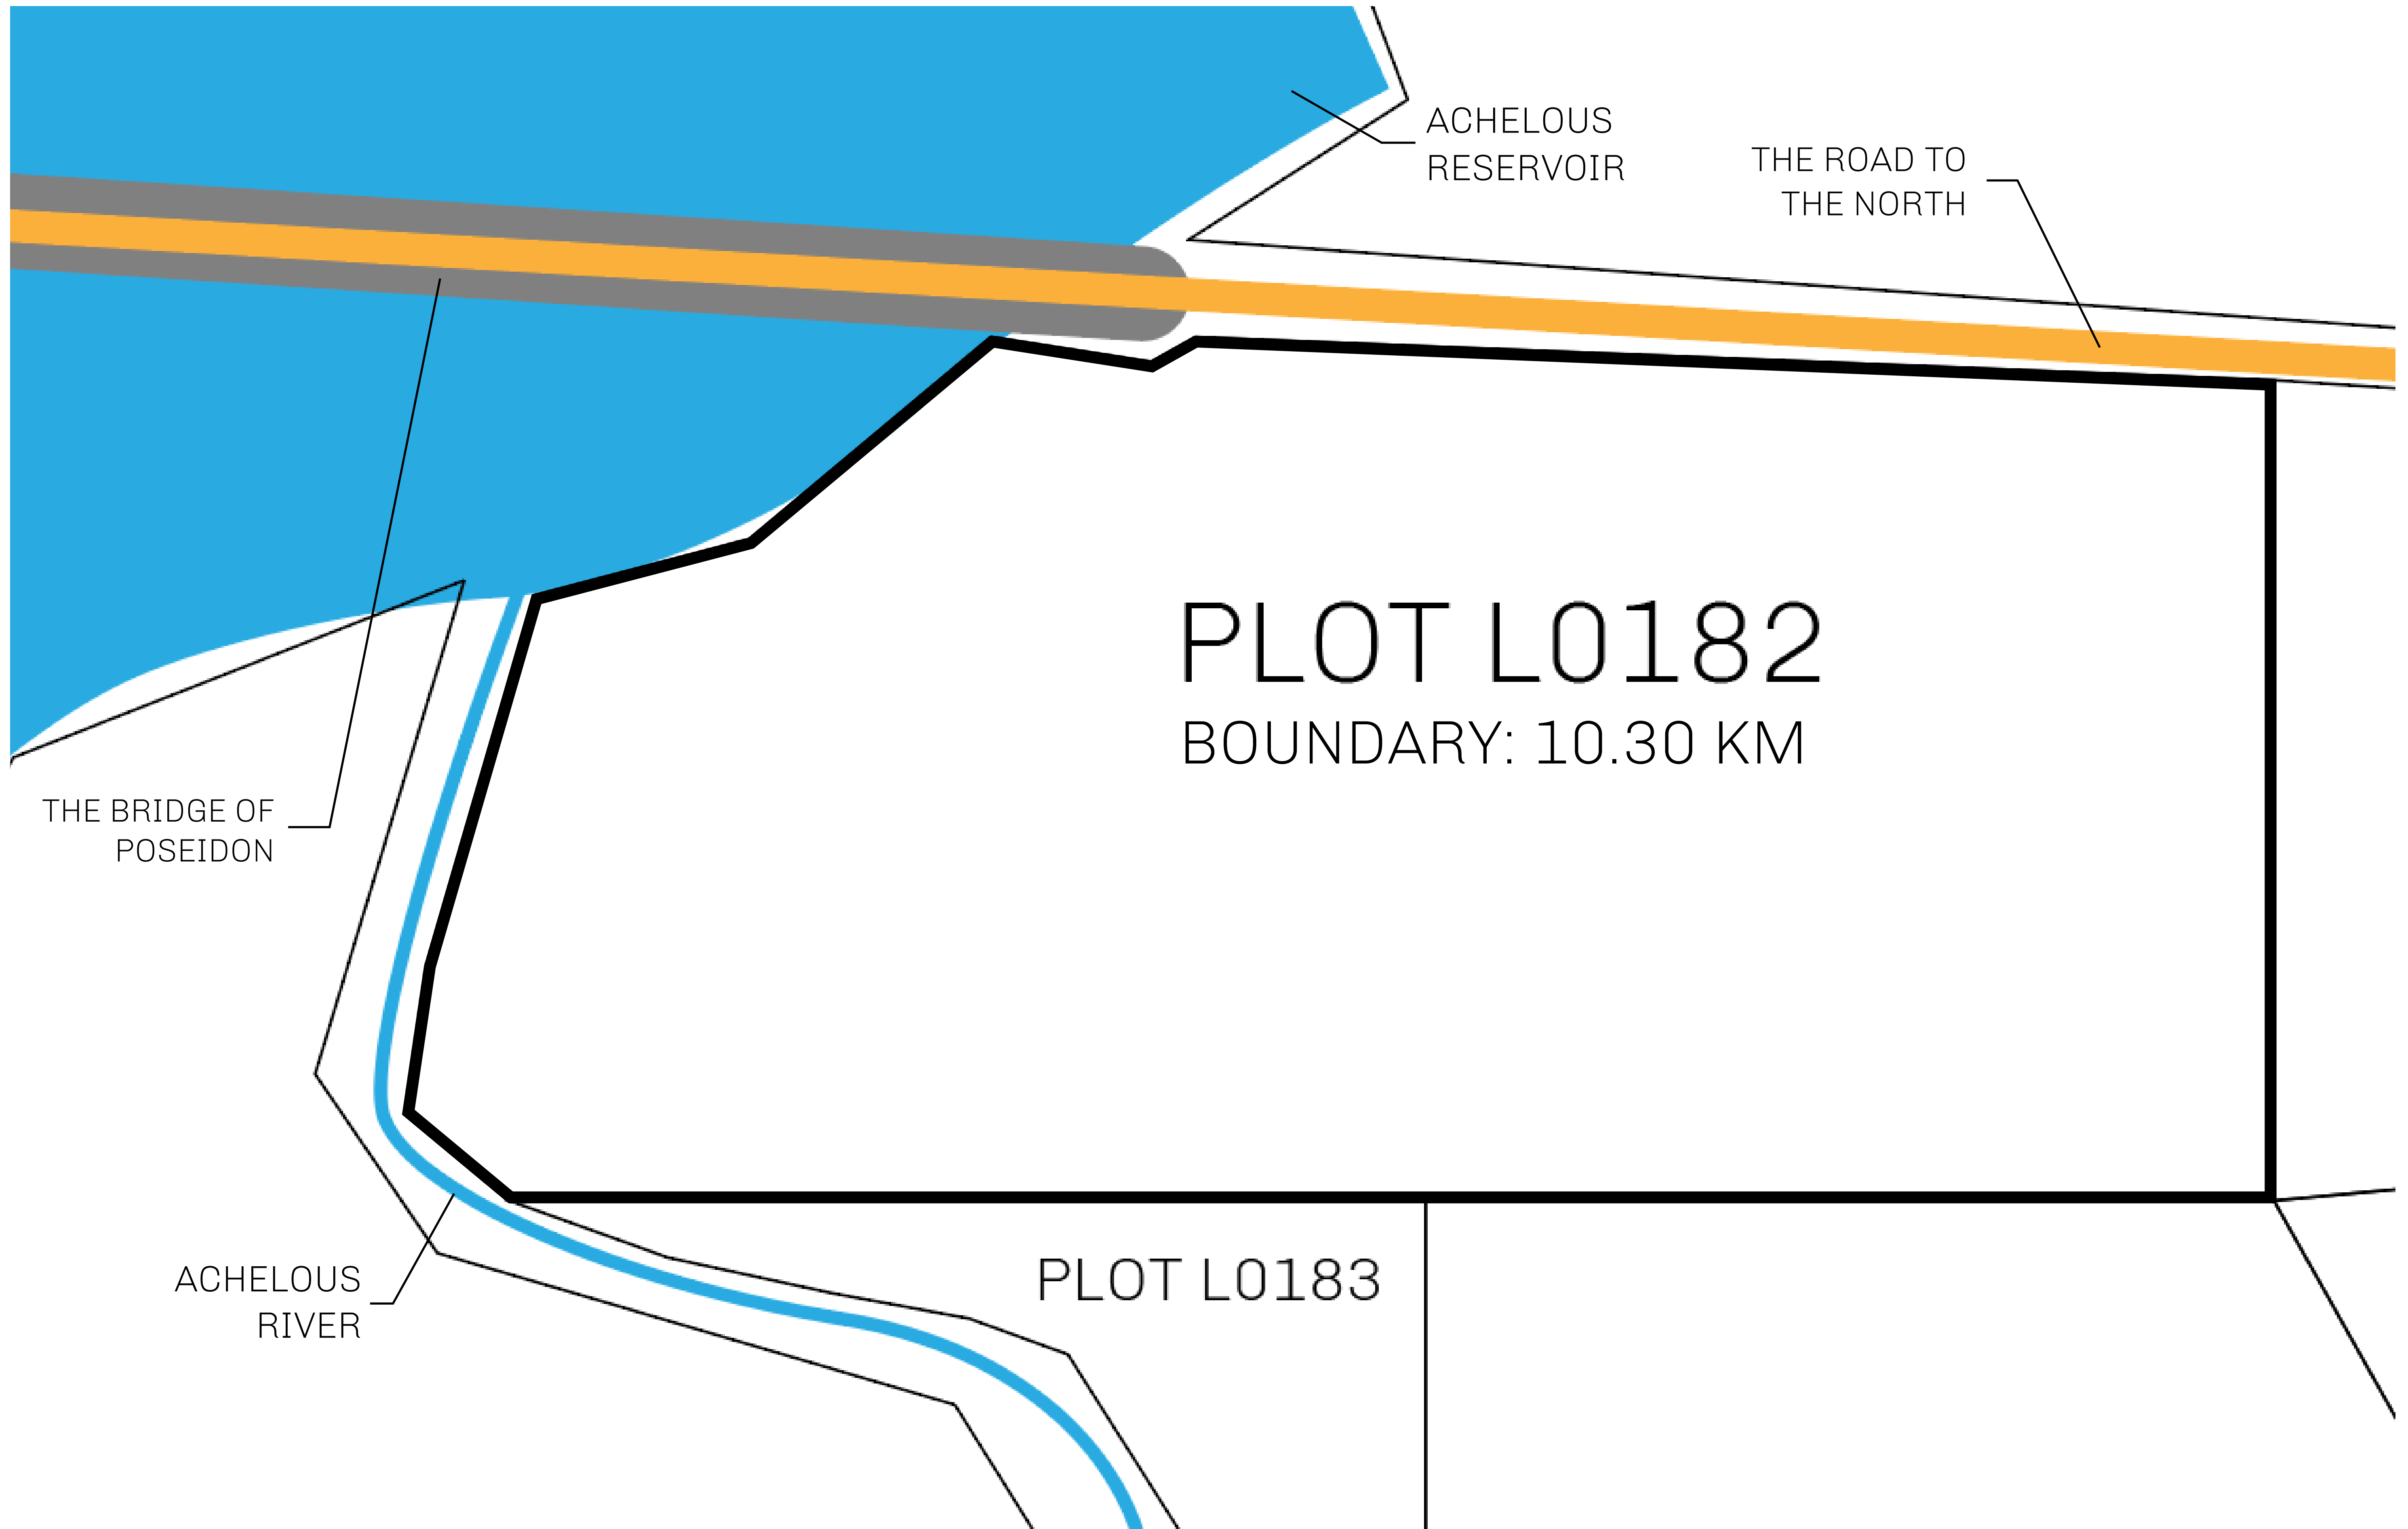 ACHELOUS
RESERVOIR
THE ROAD TO
THE NORTH
PLOT L0182
BOUNDARY: 10.30 KM
THE BRIDGE OF
POSEIDON
ACHELOUS
RIVER
PLOT L0183